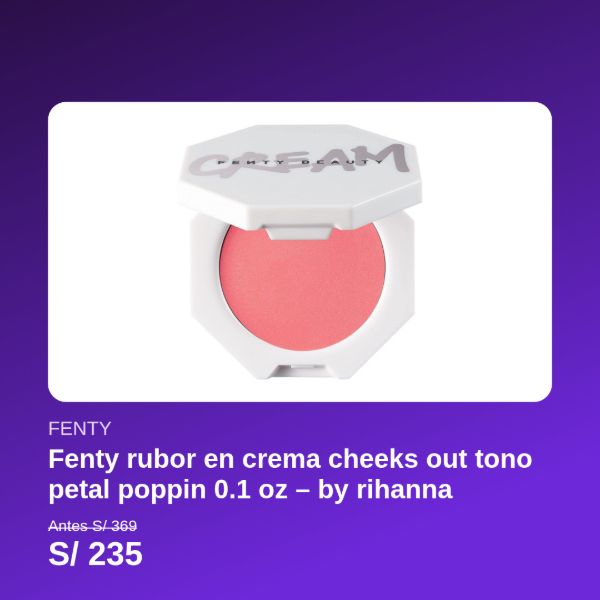 CREAM
FENTY BEAUTY
FENTY
Fenty rubor en crema cheeks out tono
petal poppin 0.1 oz – by rihanna
Antes S/ 369
S/ 235